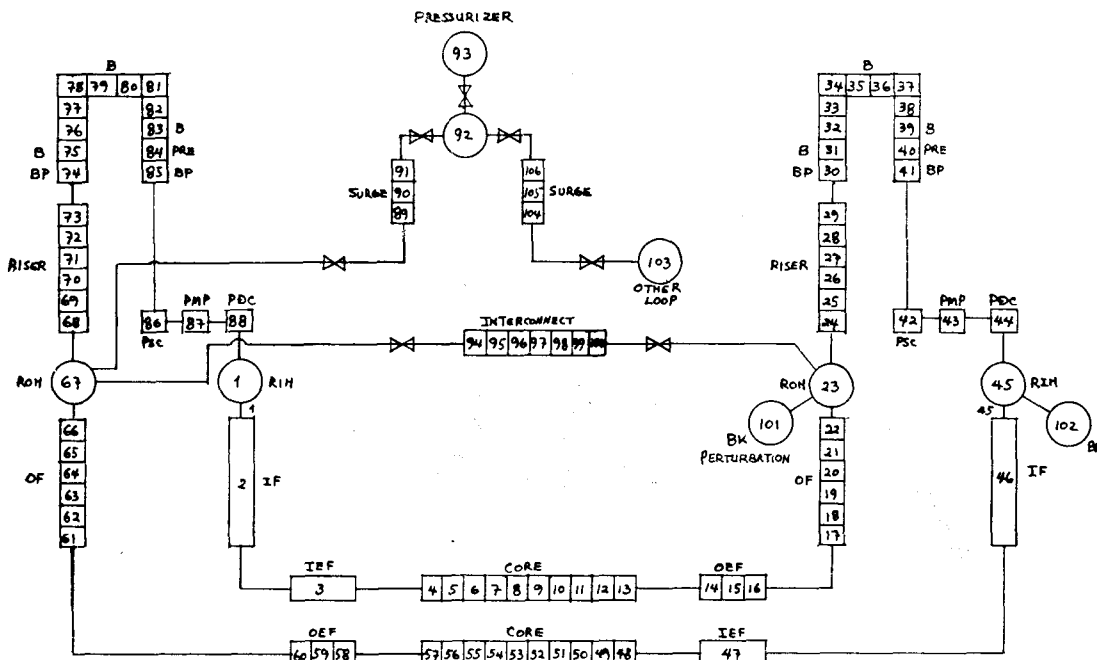 PRESSURIZER
93
B
78 79 80 81
B
34 35 36 37
77
82
33
38
76
83 B
92
32
39 B
B 75
84 PRE
B 31
40 PRE
BP 74
85 BP
91
106
BP 30
41 BP
SURGE 90
105 SURGE
89
104
73
29
72
28
RISER 71
103
RISER 27
70
OTHER
LOOP
26
69
25
PMP PDC
PMP PDC
68
86 87 88
INTERCONNECT
24
42 43 44
PSC
94 95 96 97 98 99
PSC
ROH 67
1 RIH
ROH 23
45 RIH
1
45
101
102
66
BK
PERTURBATION
22
65
21
OF 64
2 IF
OF 20
46 IF
63
19
62
18
61
17
IEF
CORE
OEF
3
4 5 6 7 8 9 10 11 12 13
14 15 16
OEF
CORE
IEF
60 59 58
57 56 55 54 53 52 51 50 49 48
47